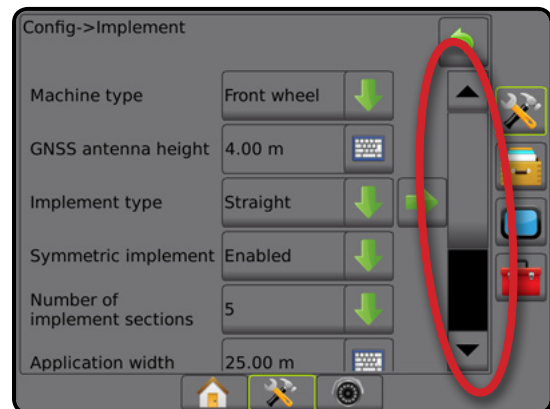 Config->Implement
Machine type Front wheel
GNSS antenna height 4.00 m
Implement type Straight
Symmetric implement Enabled
Number of
implement sections 5
Application width 25.00 m